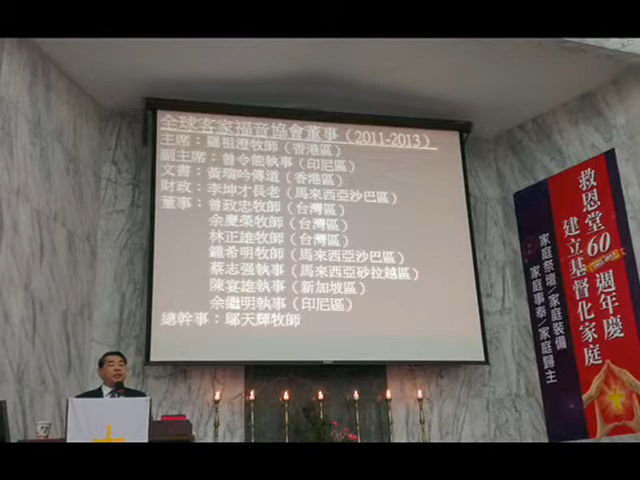 全球客家福音協會董事（2011-2013）
主席：羅祖澄牧師（香港區）
副主席：曾令能執事（印尼區）
文書：黃瑞吟傳道（香港區）
財政：李坤才長老（馬來西亞沙巴區）
董事：曾政忠牧師（台灣區）
余慶榮牧師（台灣區）
林正雄牧師（台灣區）
鍾希明牧師（馬來西亞沙巴區）
蔡志强執事（馬來西亞砂拉越區）
陳宴雄執事（新加坡區）
余繼明執事（印尼區）
總幹事：鄔天輝牧師
救恩堂60週年慶
建立基督化家庭
家庭祭壇/家庭裝備
家庭事奉/家庭歸主